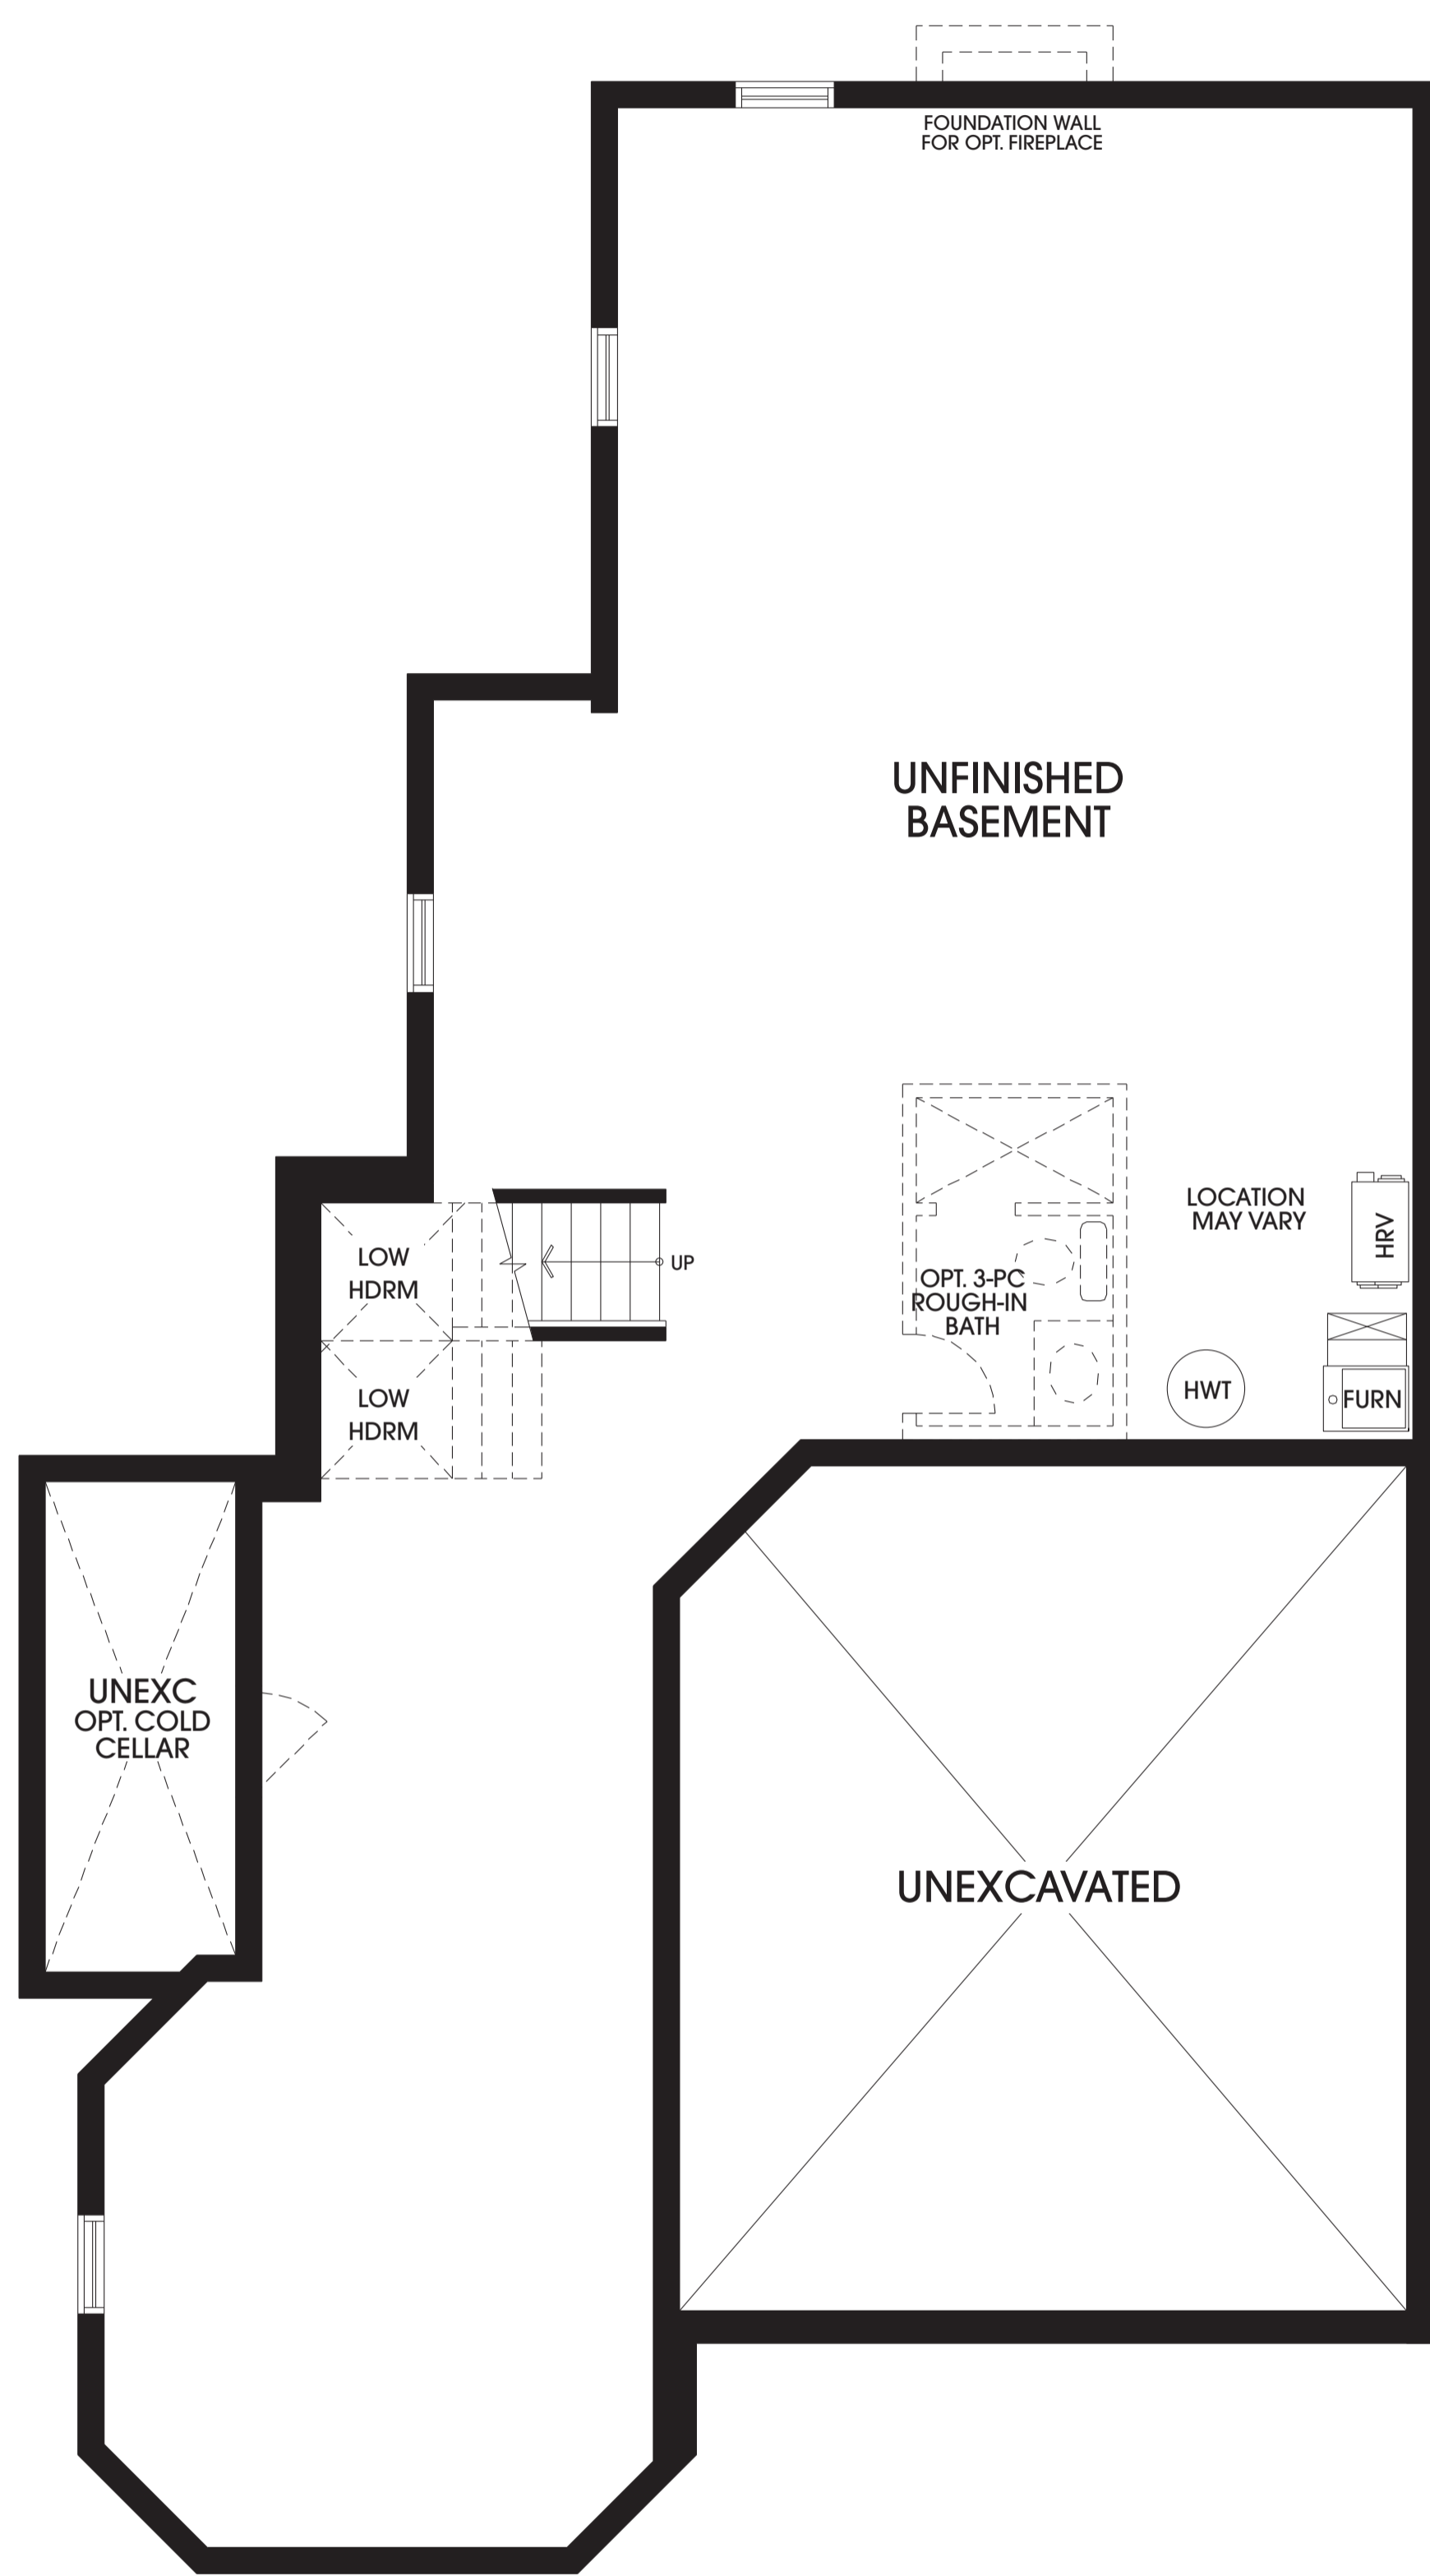 FOUNDATION WALL
FOR OPT. FIREPLACE
UNFINISHED
BASEMENT
LOCATION
MAY VARY
HRV
LOW
HDRM
UP
OPT. 3-PC
ROUGH-IN
BATH
HWT
FURN
LOW
HDRM
UNEXC
OPT. COLD
CELLAR
UNEXCAVATED